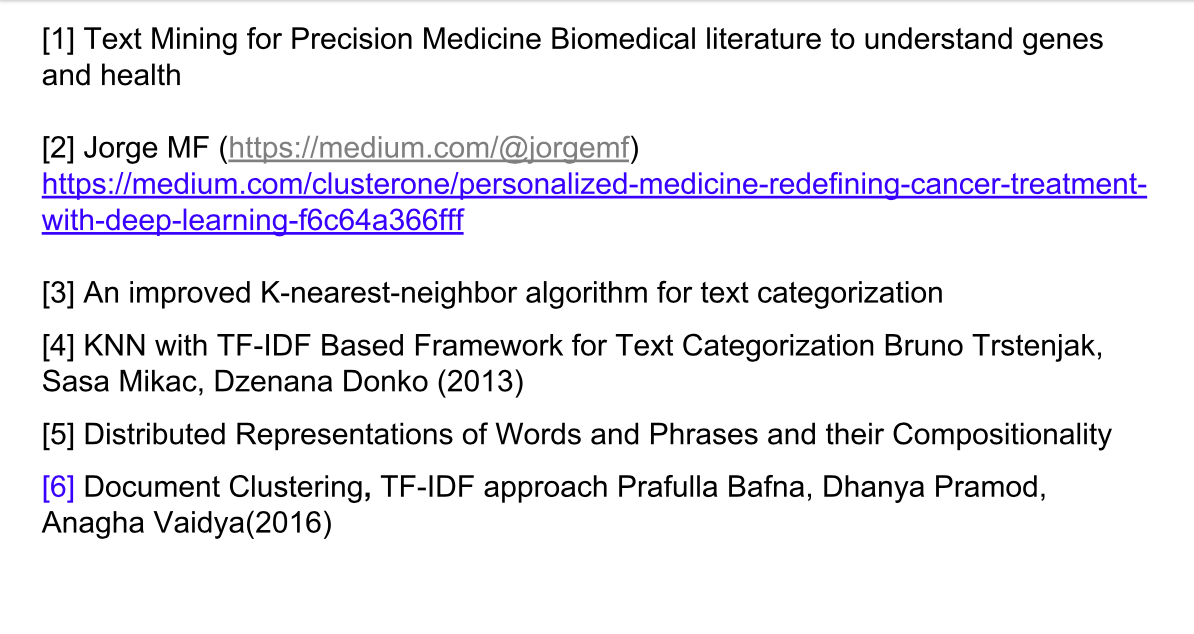 [1] Text Mining for Precision Medicine Biomedical literature to understand genes
and health
[2] Jorge MF (https://medium.com/@jorgemf)
https://medium.com/clusterone/personalized-medicine-redefining-cancer-treatment-
with-deep-learning-f6c64a366fff
[3] An improved K-nearest-neighbor algorithm for text categorization
[4] KNN with TF-IDF Based Framework for Text Categorization Bruno Trstenjak,
Sasa Mikac, Dzenana Donko (2013)
[5] Distributed Representations of Words and Phrases and their Compositionality
[6] Document Clustering, TF-IDF approach Prafulla Bafna, Dhanya Pramod,
Anagha Vaidya(2016)